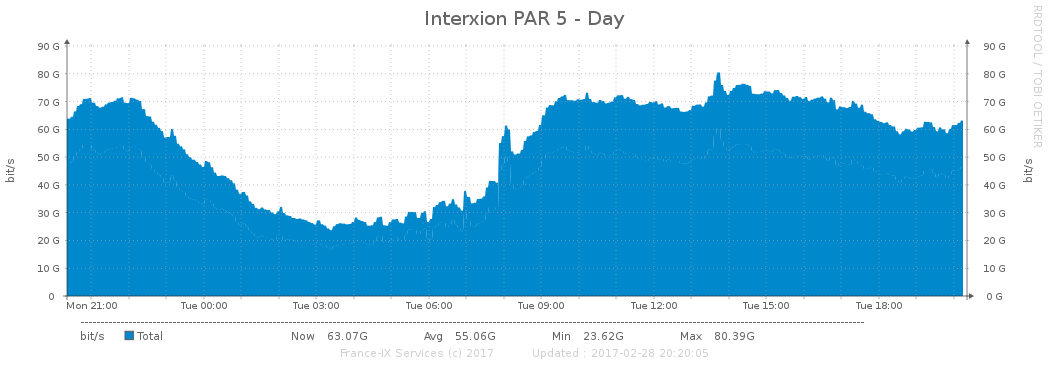 Interxion PAR 5 - Day
RRDTOOL / TOBI OETIKER
90 G 90 G
80 G 80 G
70 G 70 G
60 G 60 G
50 G 50 G
40 G 40 G
30 G 30 G
20 G 20 G
10 G 10 G
0 0 G
bit/s bit/s
Mon 21:00 Tue 00:00 Tue 03:00 Tue 06:00 Tue 09:00 Tue 12:00 Tue 15:00 Tue 18:00
bit/s Total Now 63.07G Avg 55.06G Min 23.62G Max 80.39G
France-IX Services (c) 2017 Updated : 2017-02-28 20:20:05